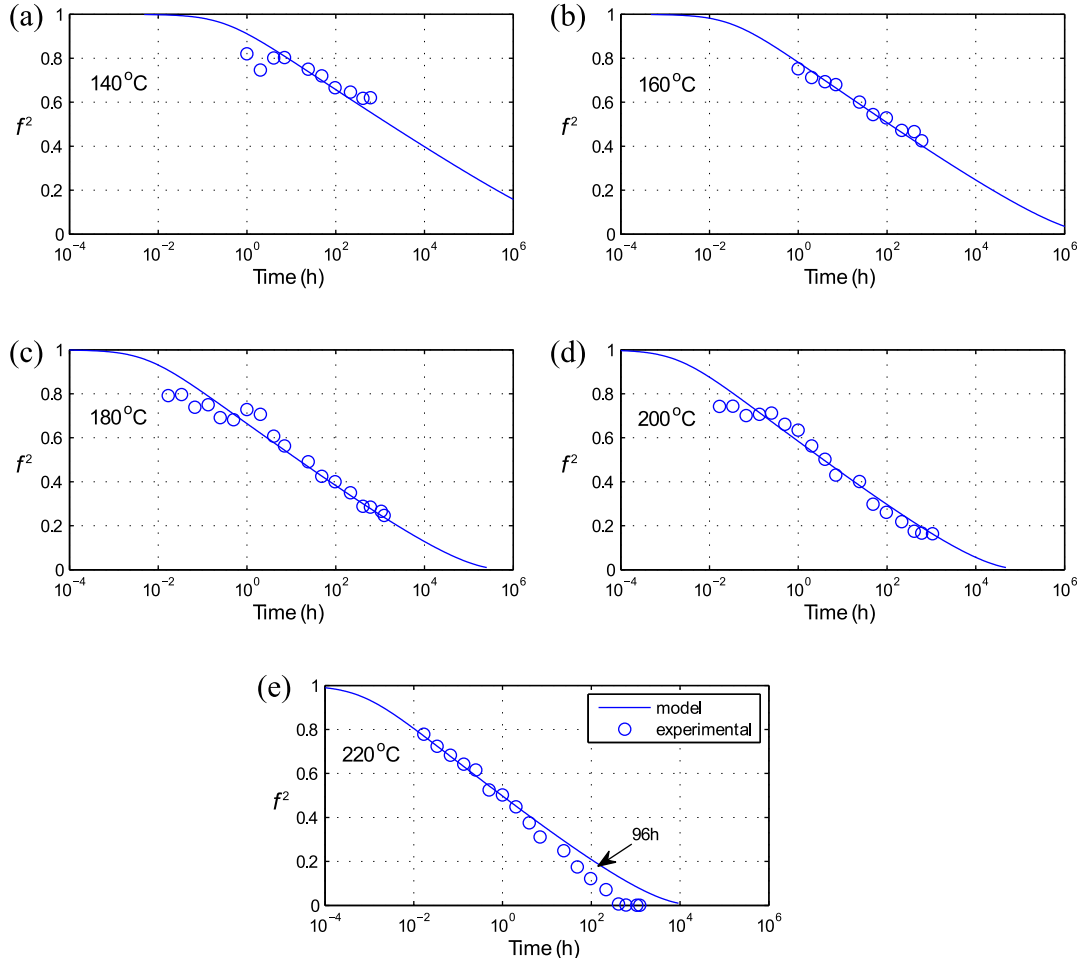 (a)
1
0.8
0.6
0.4
0.2
0
f²
140°C
10⁻⁴ 10⁻² 10⁰ 10² 10⁴ 10⁶
Time (h)
(b)
1
0.8
0.6
0.4
0.2
0
f²
160°C
10⁻⁴ 10⁻² 10⁰ 10² 10⁴ 10⁶
Time (h)
(c)
1
0.8
0.6
0.4
0.2
0
f²
180°C
10⁻⁴ 10⁻² 10⁰ 10² 10⁴ 10⁶
Time (h)
(d)
1
0.8
0.6
0.4
0.2
0
f²
200°C
10⁻⁴ 10⁻² 10⁰ 10² 10⁴ 10⁶
Time (h)
(e)
1
0.8
0.6
0.4
0.2
0
f²
220°C
model
experimental
96h
10⁻⁴ 10⁻² 10⁰ 10² 10⁴ 10⁶
Time (h)